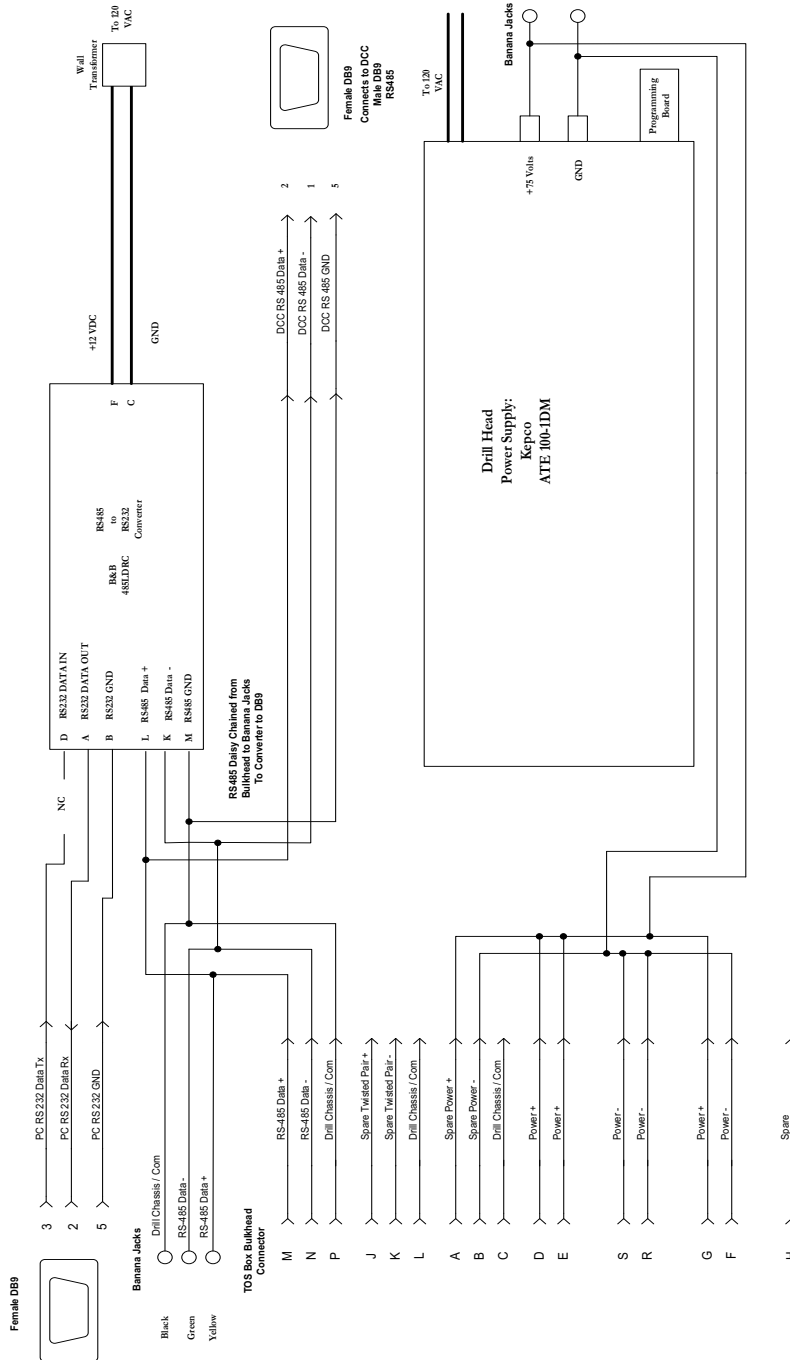 Female DB9
3
2
5
PC RS 232 Data Tx
PC RS 232 Data Rx
PC RS 232 GND
NC
D RS232 DATA IN
A RS232 DATA OUT
B RS232 GND
L RS485 Data +
K RS485 Data -
M RS485 GND
B&B
485LDRC
RS485
to
RS232
Converter
F
C
+12 VDC
GND
Wall
Transformer
To 120
VAC
Banana Jacks
Black
Green
Yellow
Drill Chassis / Com
RS-485 Data -
RS-485 Data +
RS485 Daisy Chained from
Bulkhead to Banana Jacks
To Converter to DB9
DCC RS 485 Data +
DCC RS 485 Data -
DCC RS 485 GND
2
1
5
Female DB9
Connects to DCC
Male DB9
RS485
TOS Box Bulkhead
Connector
M RS-485 Data +
N RS-485 Data -
P Drill Chassis / Com
J Spare Twisted Pair +
K Spare Twisted Pair -
L Drill Chassis / Com
A Spare Power +
B Spare Power -
C Drill Chassis / Com
D Power +
E Power +
S Power -
R Power -
G Power +
F Power -
Spare
Drill Head
Power Supply:
Kepco
ATE 100-1DM
To 120
VAC
+75 Volts
GND
Programming
Board
Banana Jacks